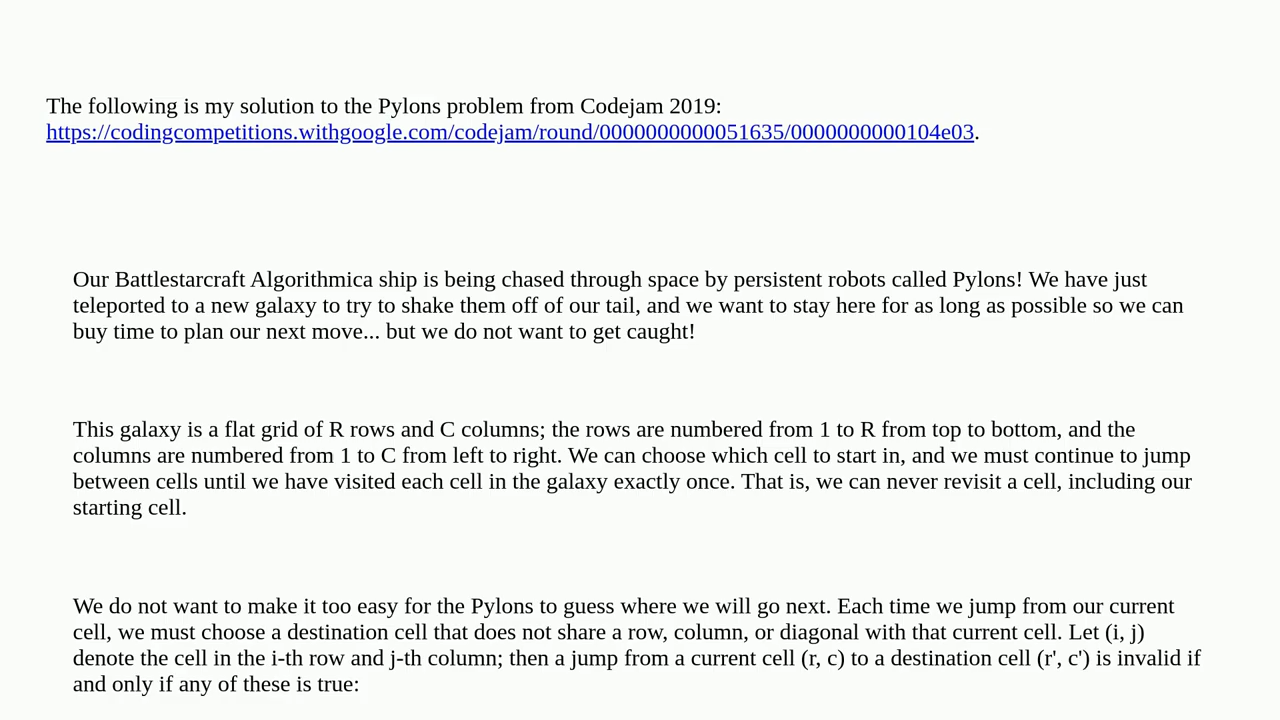 The following is my solution to the Pylons problem from Codejam 2019:
https://codingcompetitions.withgoogle.com/codejam/round/0000000000051635/0000000000104e03.
Our Battlestarcraft Algorithmica ship is being chased through space by persistent robots called Pylons! We have just
teleported to a new galaxy to try to shake them off of our tail, and we want to stay here for as long as possible so we can
buy time to plan our next move... but we do not want to get caught!
This galaxy is a flat grid of R rows and C columns; the rows are numbered from 1 to R from top to bottom, and the
columns are numbered from 1 to C from left to right. We can choose which cell to start in, and we must continue to jump
between cells until we have visited each cell in the galaxy exactly once. That is, we can never revisit a cell, including our
starting cell.
We do not want to make it too easy for the Pylons to guess where we will go next. Each time we jump from our current
cell, we must choose a destination cell that does not share a row, column, or diagonal with that current cell. Let (i, j)
denote the cell in the i-th row and j-th column; then a jump from a current cell (r, c) to a destination cell (r', c') is invalid if
and only if any of these is true: